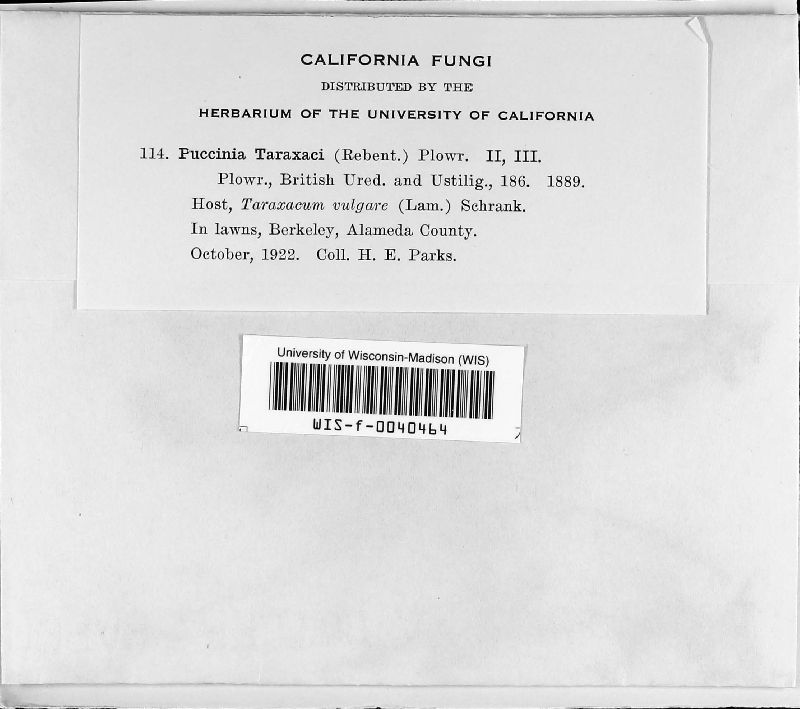 CALIFORNIA FUNGI
DISTRIBUTED BY THE
HERBARIUM OF THE UNIVERSITY OF CALIFORNIA
114. Puccinia Taraxaci (Rebent.) Plowr. II, III.
Plowr., British Ured. and Ustilig., 186. 1889.
Host, Taraxacum vulgare (Lam.) Schrank.
In lawns, Berkeley, Alameda County.
October, 1922. Coll. H. E. Parks.
University of Wisconsin-Madison (WIS)
WIS-f-0040464